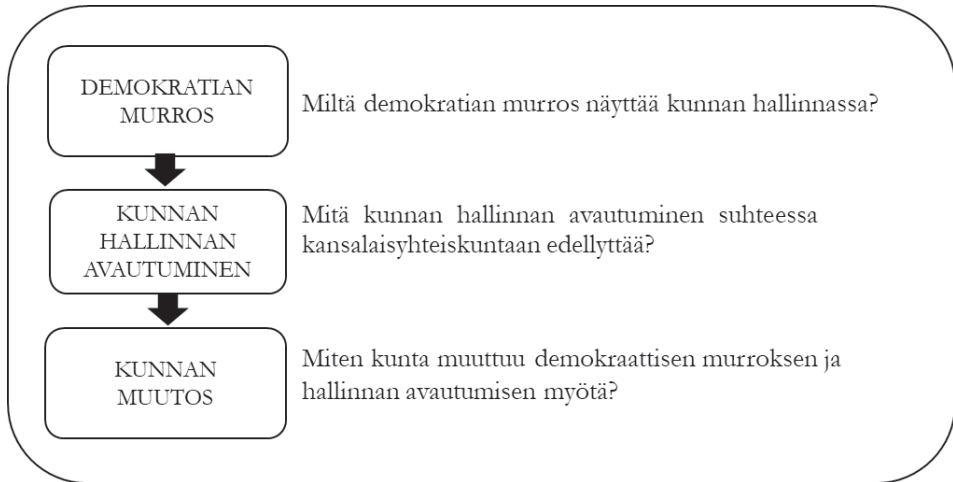 DEMOKRATIAN
MURROS
Miltä demokratian murros näyttää kunnan hallinnassa?
KUNNAN
HALLINNAN
AVAUTUMINEN
Mitä kunnan hallinnan avautuminen suhteessa
kansalaisyhteiskuntaan edellyttää?
KUNNAN
MUUTOS
Miten kunta muuttuu demokraattisen murroksen ja
hallinnan avautumisen myötä?